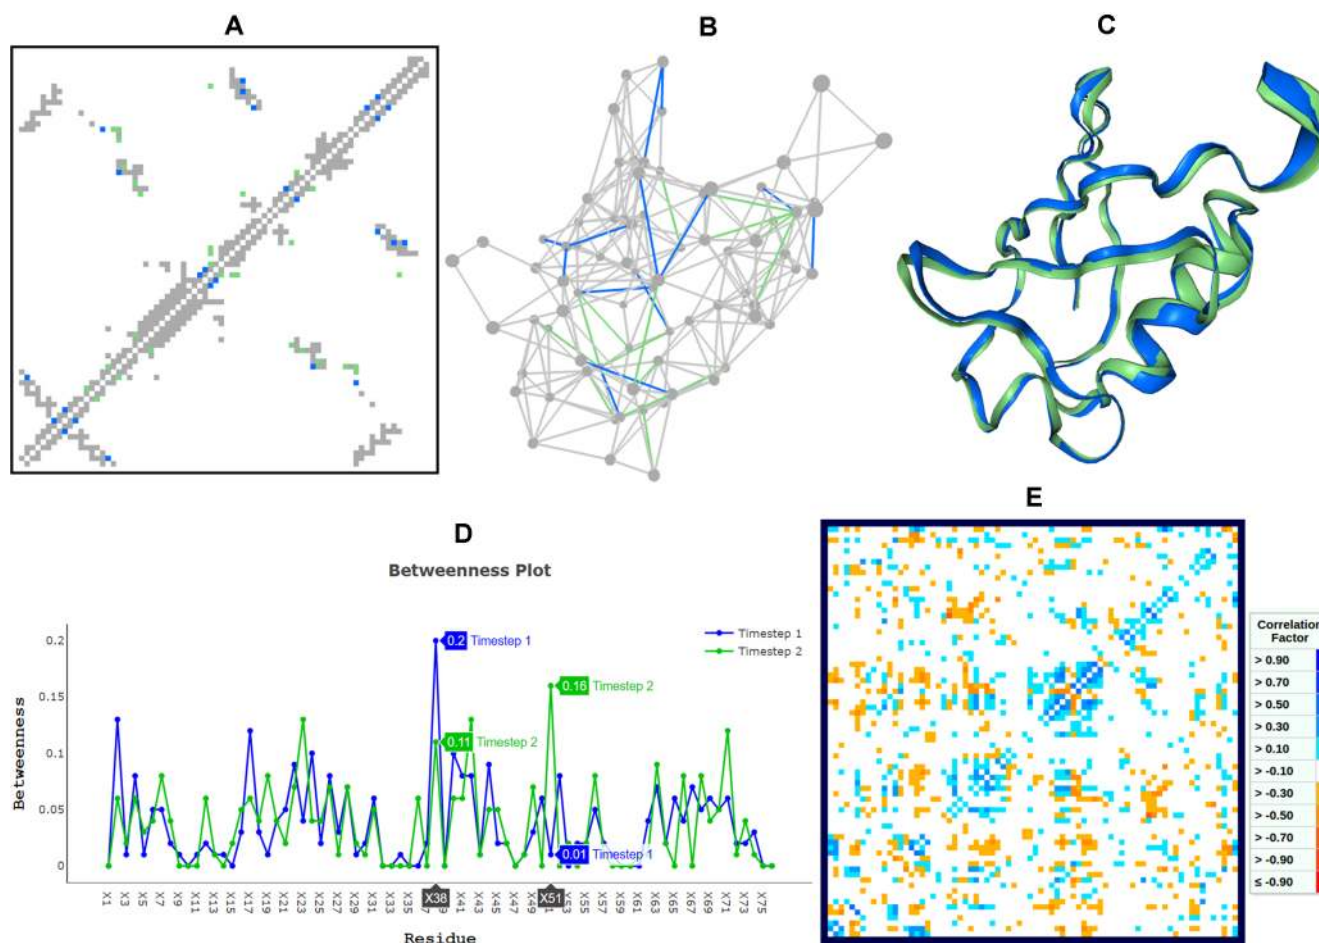 A
B
C
D
Betweenness Plot
Betweenness
0.2
0.15
0.1
0.05
0
0.2 Timestep 1
0.11 Timestep 2
0.16 Timestep 2
0.01 Timestep 1
Timestep 1
Timestep 2
X1 X3 X5 X7 X9 X11 X13 X15 X17 X19 X21 X23 X25 X27 X29 X31 X33 X35 X38 X41 X43 X45 X47 X49 X51 X55 X57 X59 X61 X63 X65 X67 X69 X71 X73 X75
Residue
E
Correlation
Factor
> 0.90
> 0.70
> 0.50
> 0.30
> 0.10
> -0.10
> -0.30
> -0.50
> -0.70
> -0.90
≤ -0.90